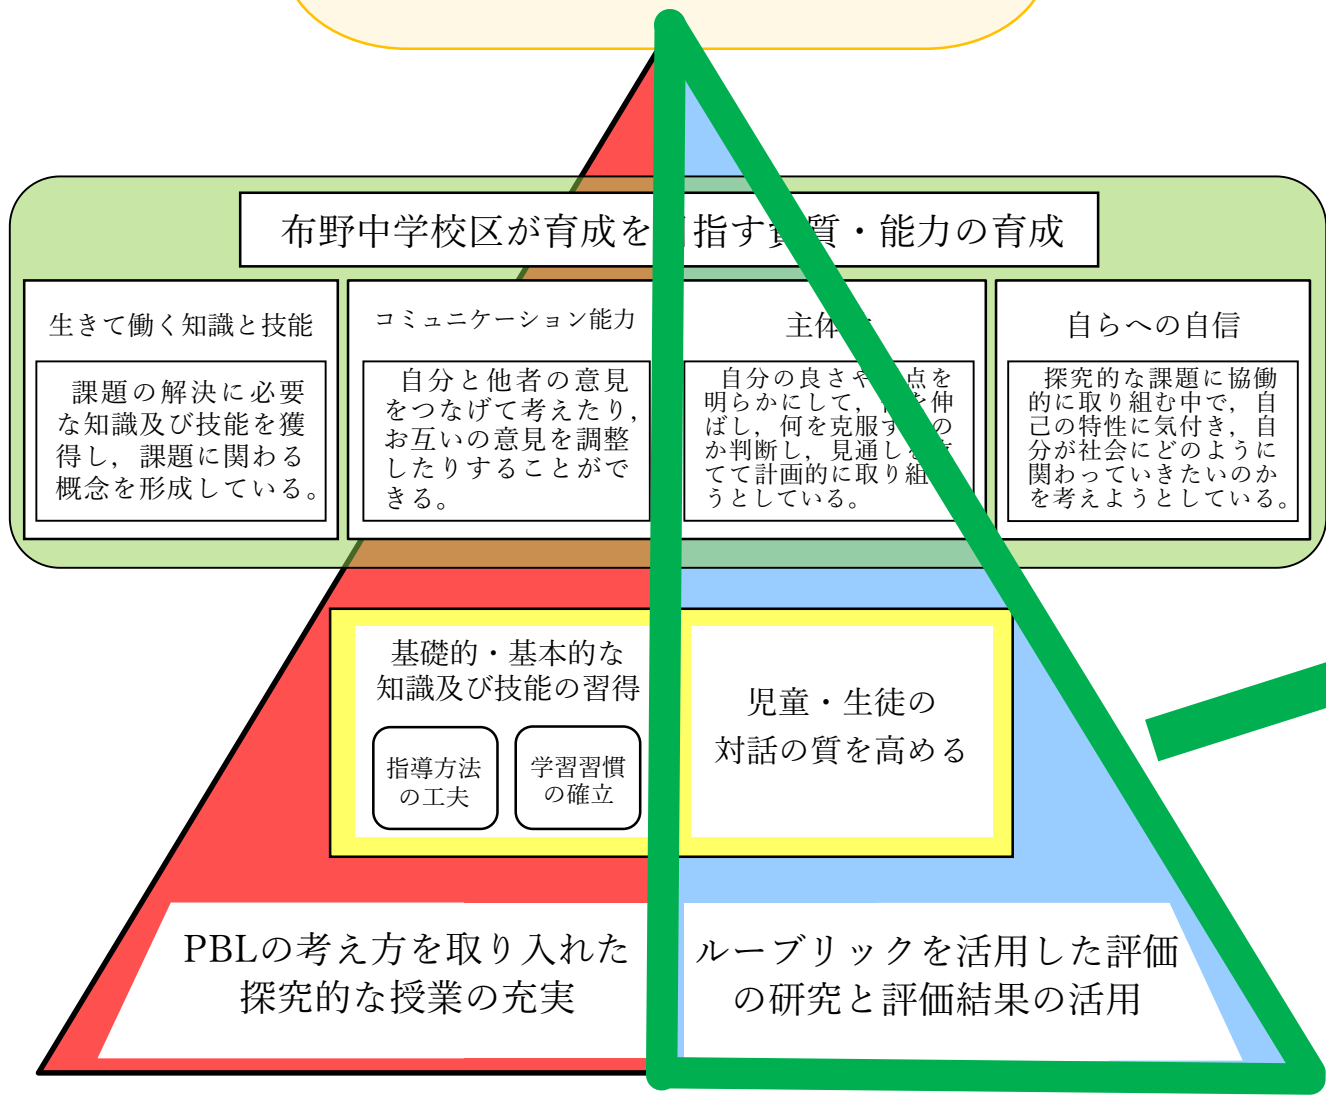 布野中学校区が育成を目指す資質・能力の育成
生きて働く知識と技能
課題の解決に必要
な知識及び技能を獲
得し，課題に関わる
概念を形成している。
コミュニケーション能力
自分と他者の意見
をつなげて考えたり，
お互いの意見を調整
したりすることがで
きる。
主体
自分の良さや 点を
明らかにして， を伸
ばし，何を克服す の
か判断し，見通しを てて計画的に取り組
うとしている。
自らへの自信
探究的な課題に協働
的に取り組む中で，自
己の特性に気付き，自
分が社会にどのように
関わっていきたいのか
を考えようとしている。
基礎的・基本的な
知識及び技能の習得
指導方法
の工夫
学習習慣
の確立
児童・生徒の
対話の質を高める
PBLの考え方を取り入れた
探究的な授業の充実
ルーブリックを活用した評価
の研究と評価結果の活用